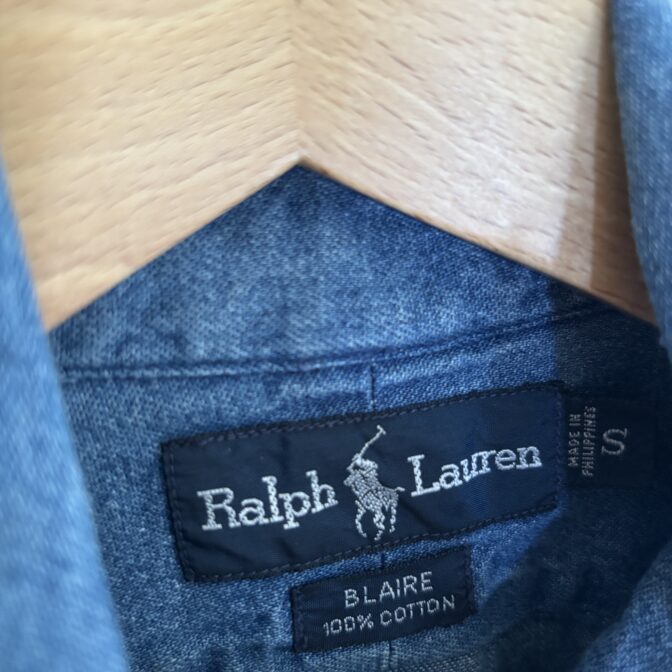 Ralph Lauren
MADE IN
PHILIPPINES
S
BLAIRE
100% COTTON